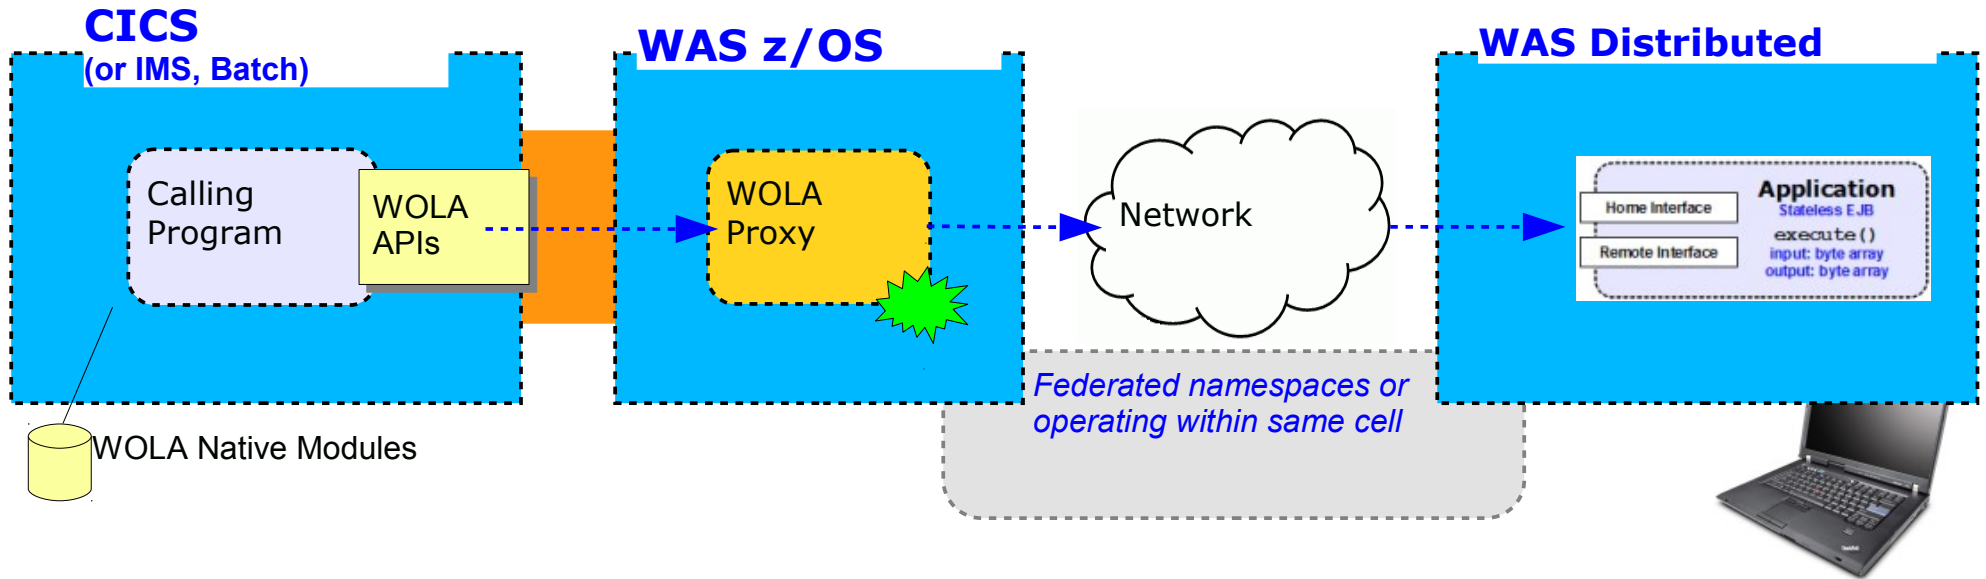 CICS
(or IMS, Batch)
WAS z/OS
WAS Distributed
Calling
Program
WOLA
APIs
WOLA
Proxy
Network
Application
Stateless EJB
execute()
input: byte array
output: byte array
Home Interface
Remote Interface
Federated namespaces or
operating within same cell
WOLA Native Modules